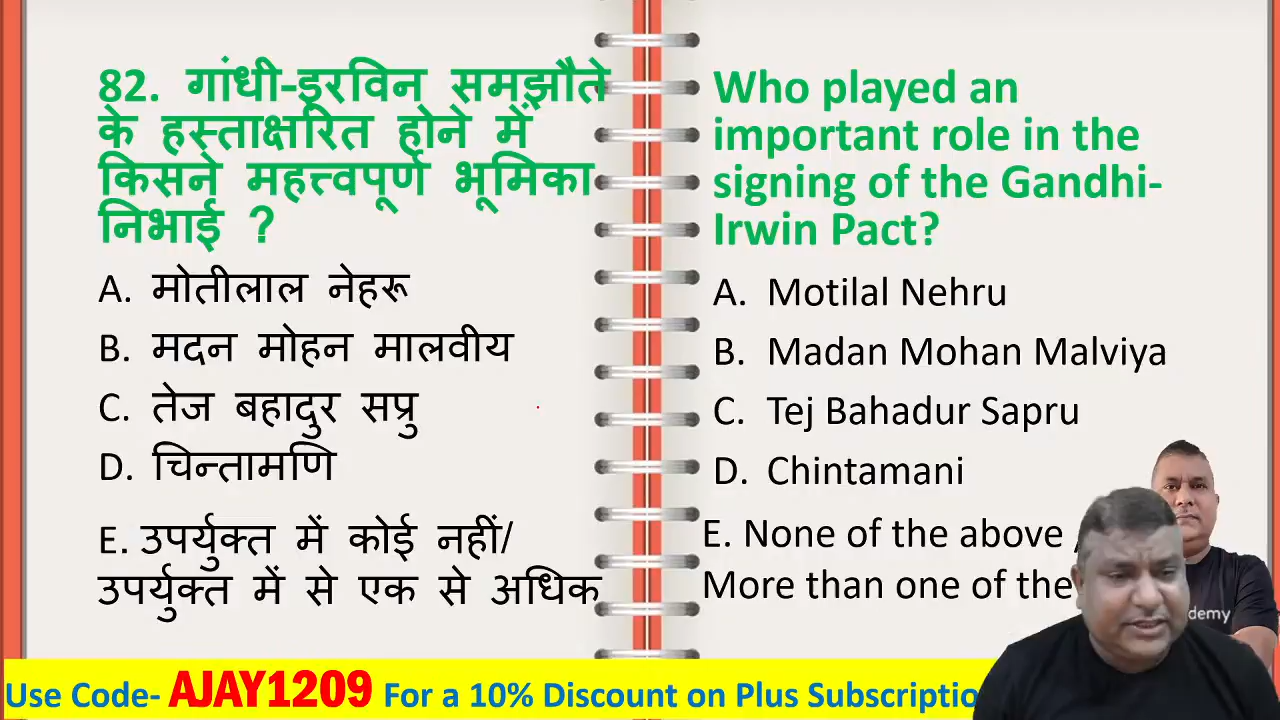 82. गांधी-इरविन समझौते
के हस्ताक्षरित होने में
किसने महत्त्वपूर्ण भूमिका
निभाई ?
A. मोतीलाल नेहरू
B. मदन मोहन मालवीय
C. तेज बहादुर सप्रु
D. चिन्तामणि
E. उपर्युक्त में कोई नहीं/
उपर्युक्त में से एक से अधिक
Who played an
important role in the
signing of the Gandhi-
Irwin Pact?
A. Motilal Nehru
B. Madan Mohan Malviya
C. Tej Bahadur Sapru
D. Chintamani
E. None of the above /
More than one of the
demy
Use Code- AJAY1209 For a 10% Discount on Plus Subscriptio